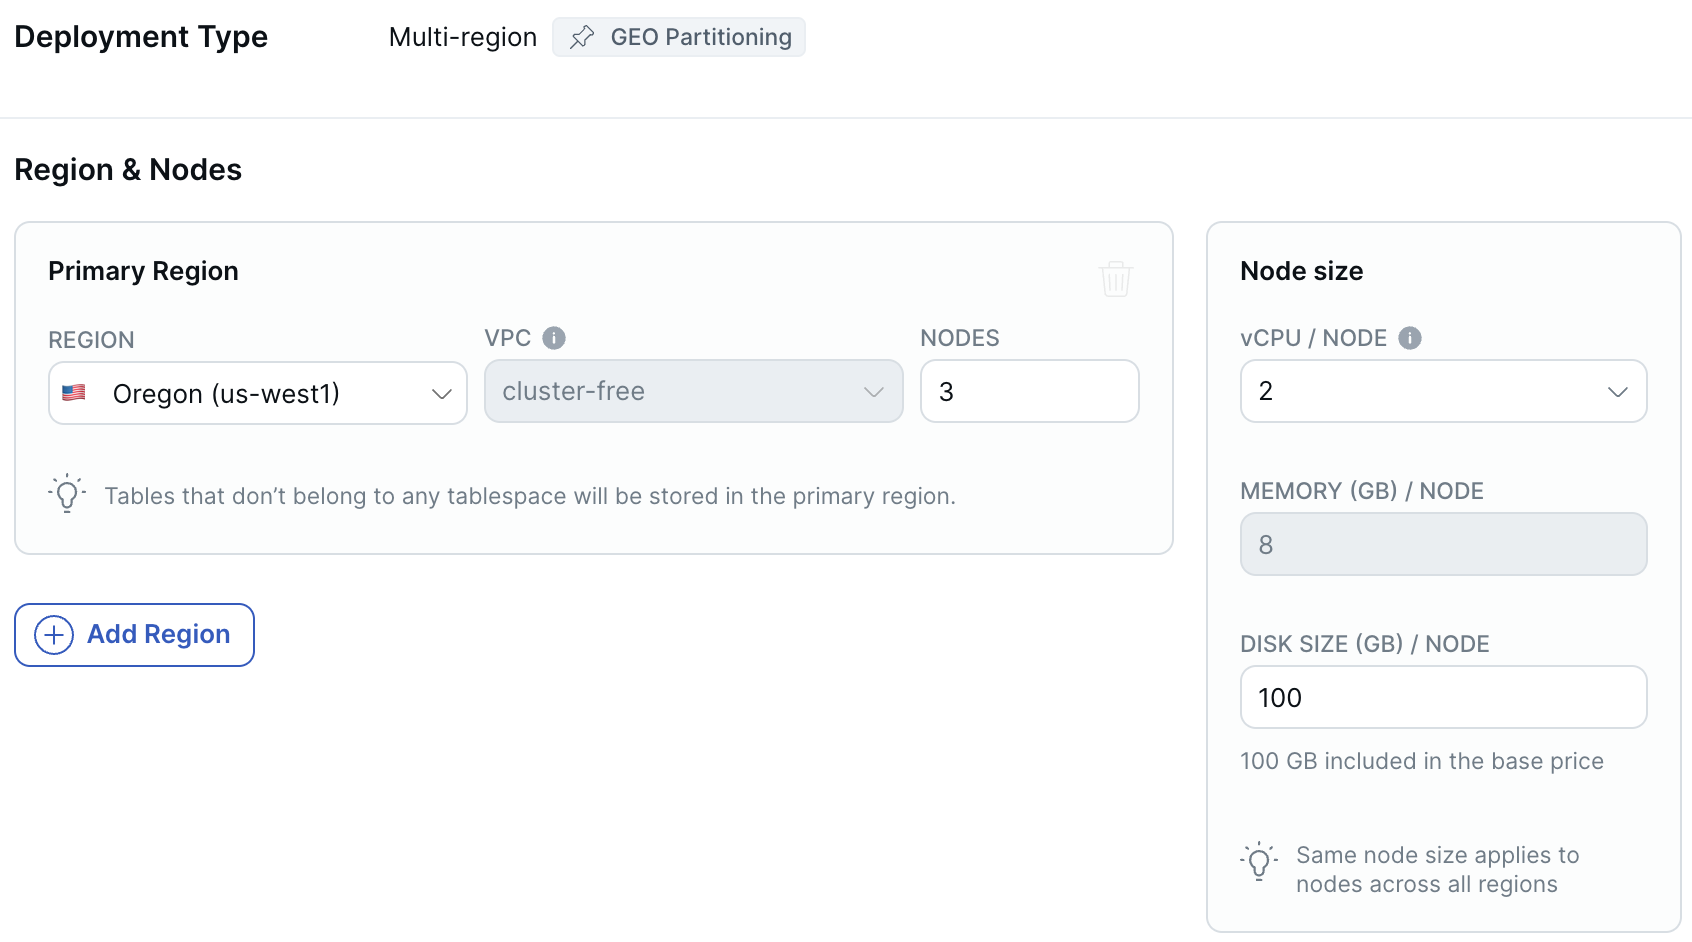 Deployment Type
Multi-region
GEO Partitioning
Region & Nodes
Primary Region
REGION
VPC
NODES
Oregon (us-west1)
cluster-free
3
Tables that don’t belong to any tablespace will be stored in the primary region.
Add Region
Node size
vCPU / NODE
2
MEMORY (GB) / NODE
8
DISK SIZE (GB) / NODE
100
100 GB included in the base price
Same node size applies to
nodes across all regions